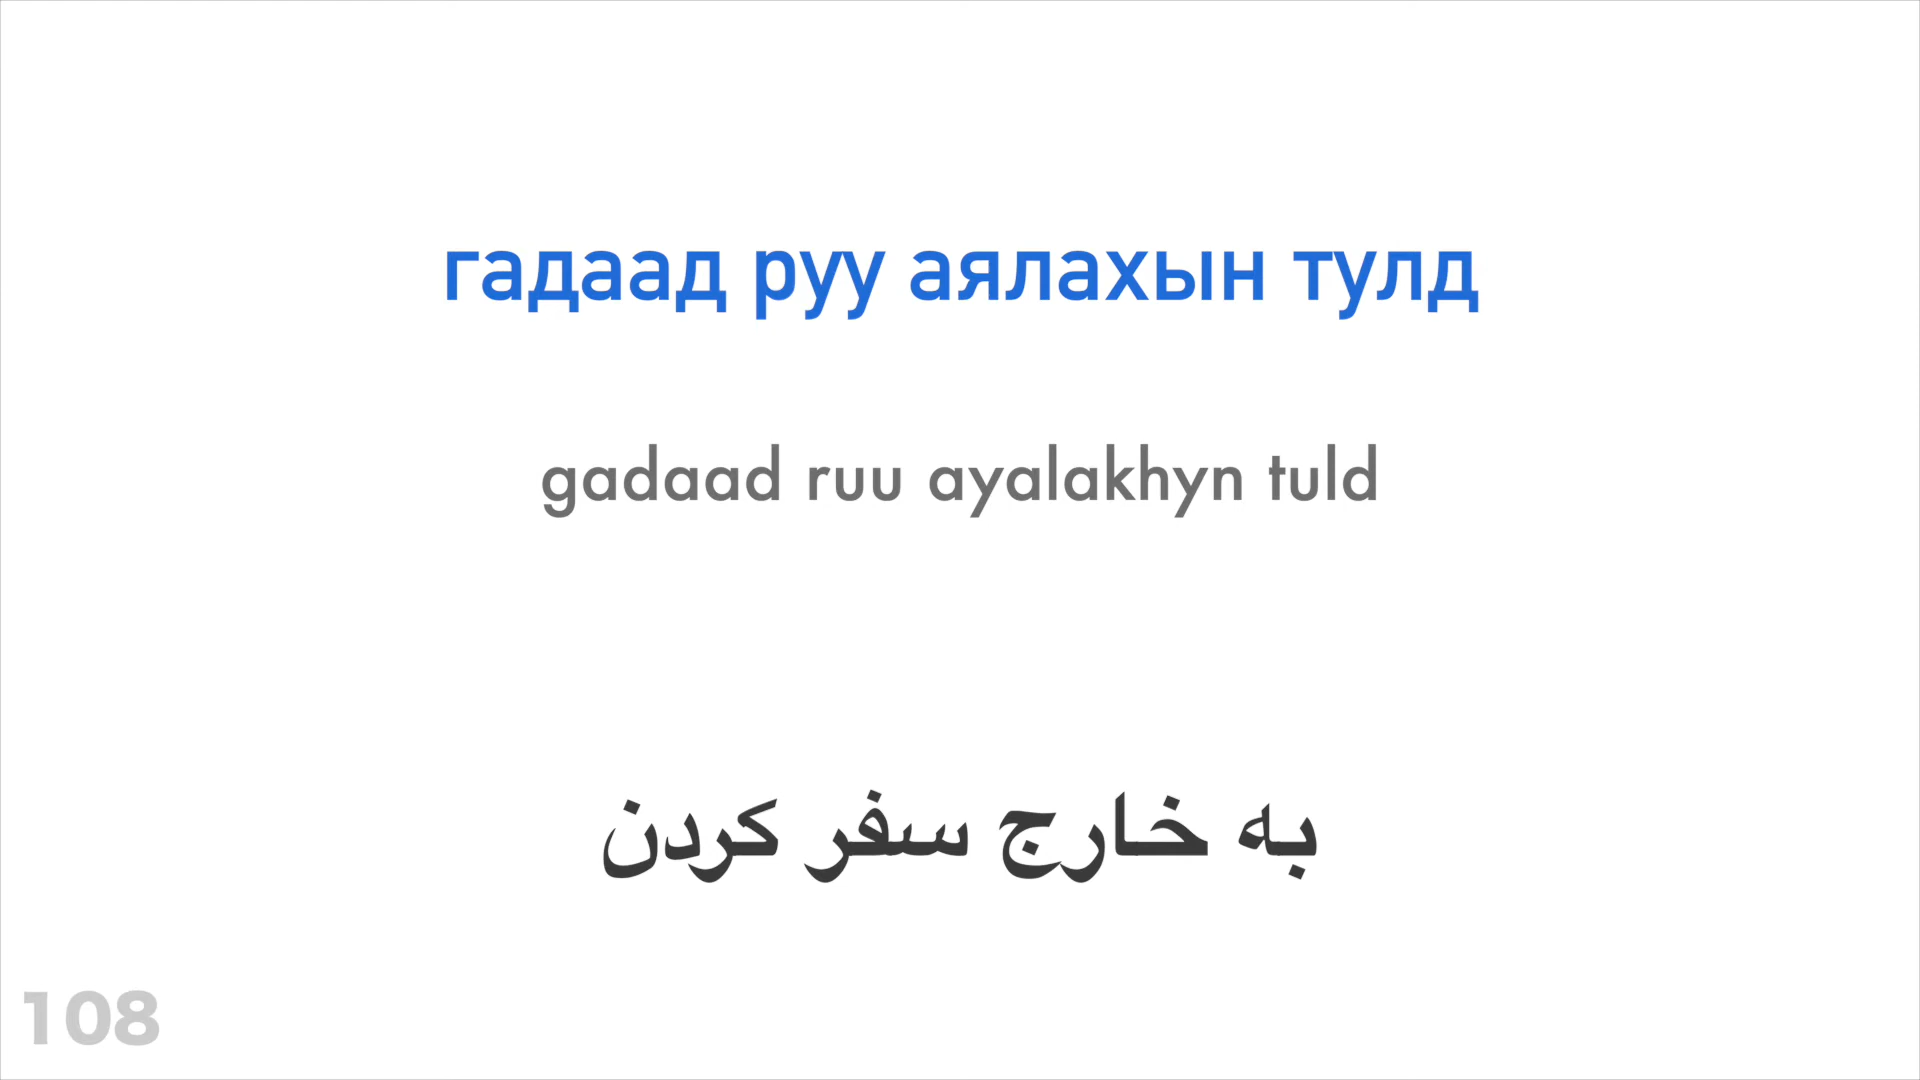 гадаад руу аялахын тулд
gadaad ruu ayalakhyn tuld
به خارج سفر کردن
108